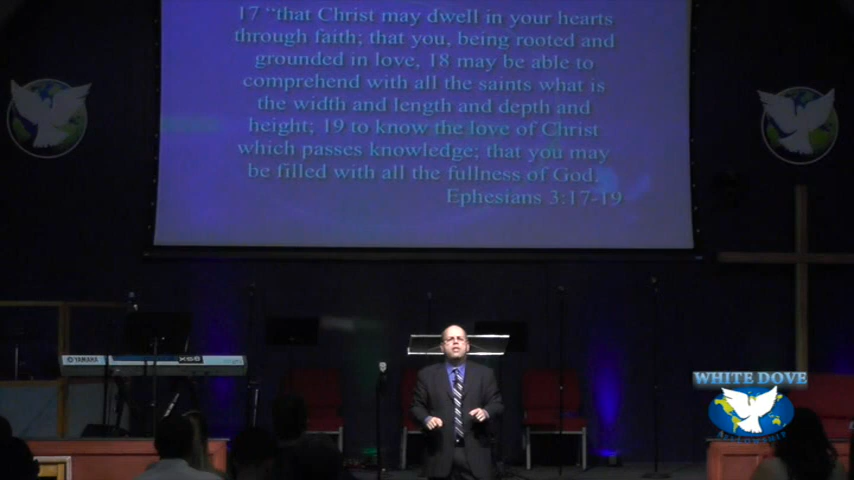 17 “that Christ may dwell in your hearts
through faith; that you, being rooted and
grounded in love, 18 may be able to
comprehend with all the saints what is
the width and length and depth and
height; 19 to know the love of Christ
which passes knowledge; that you may
be filled with all the fullness of God.
Ephesians 3:17-19
YAMAHA
WHITE DOVE
FELLOWSHIP